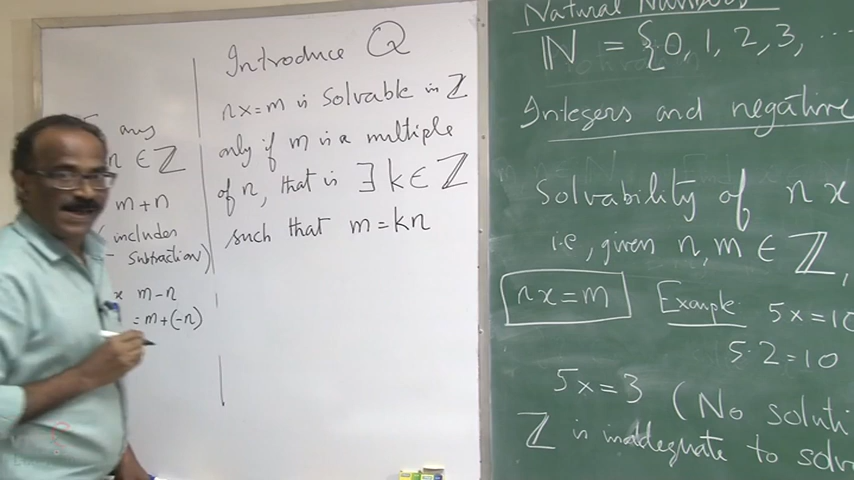 any
n ∈ ℤ
m+n
includes
subtraction)
m-n
= m+(-n)
Introduce Q
nx=m is solvable in ℤ
only if m is a multiple
of n, that is ∃ k ∈ ℤ
such that m=kn
Natural Numbers
ℕ = {0, 1, 2, 3, ...
Integers and negative
Solvability of nx
i.e, given n, m ∈ ℤ,
nx=m
Example:
5x=10
5·2=10
5x=3 (No soluti
ℤ is inadequate to solv